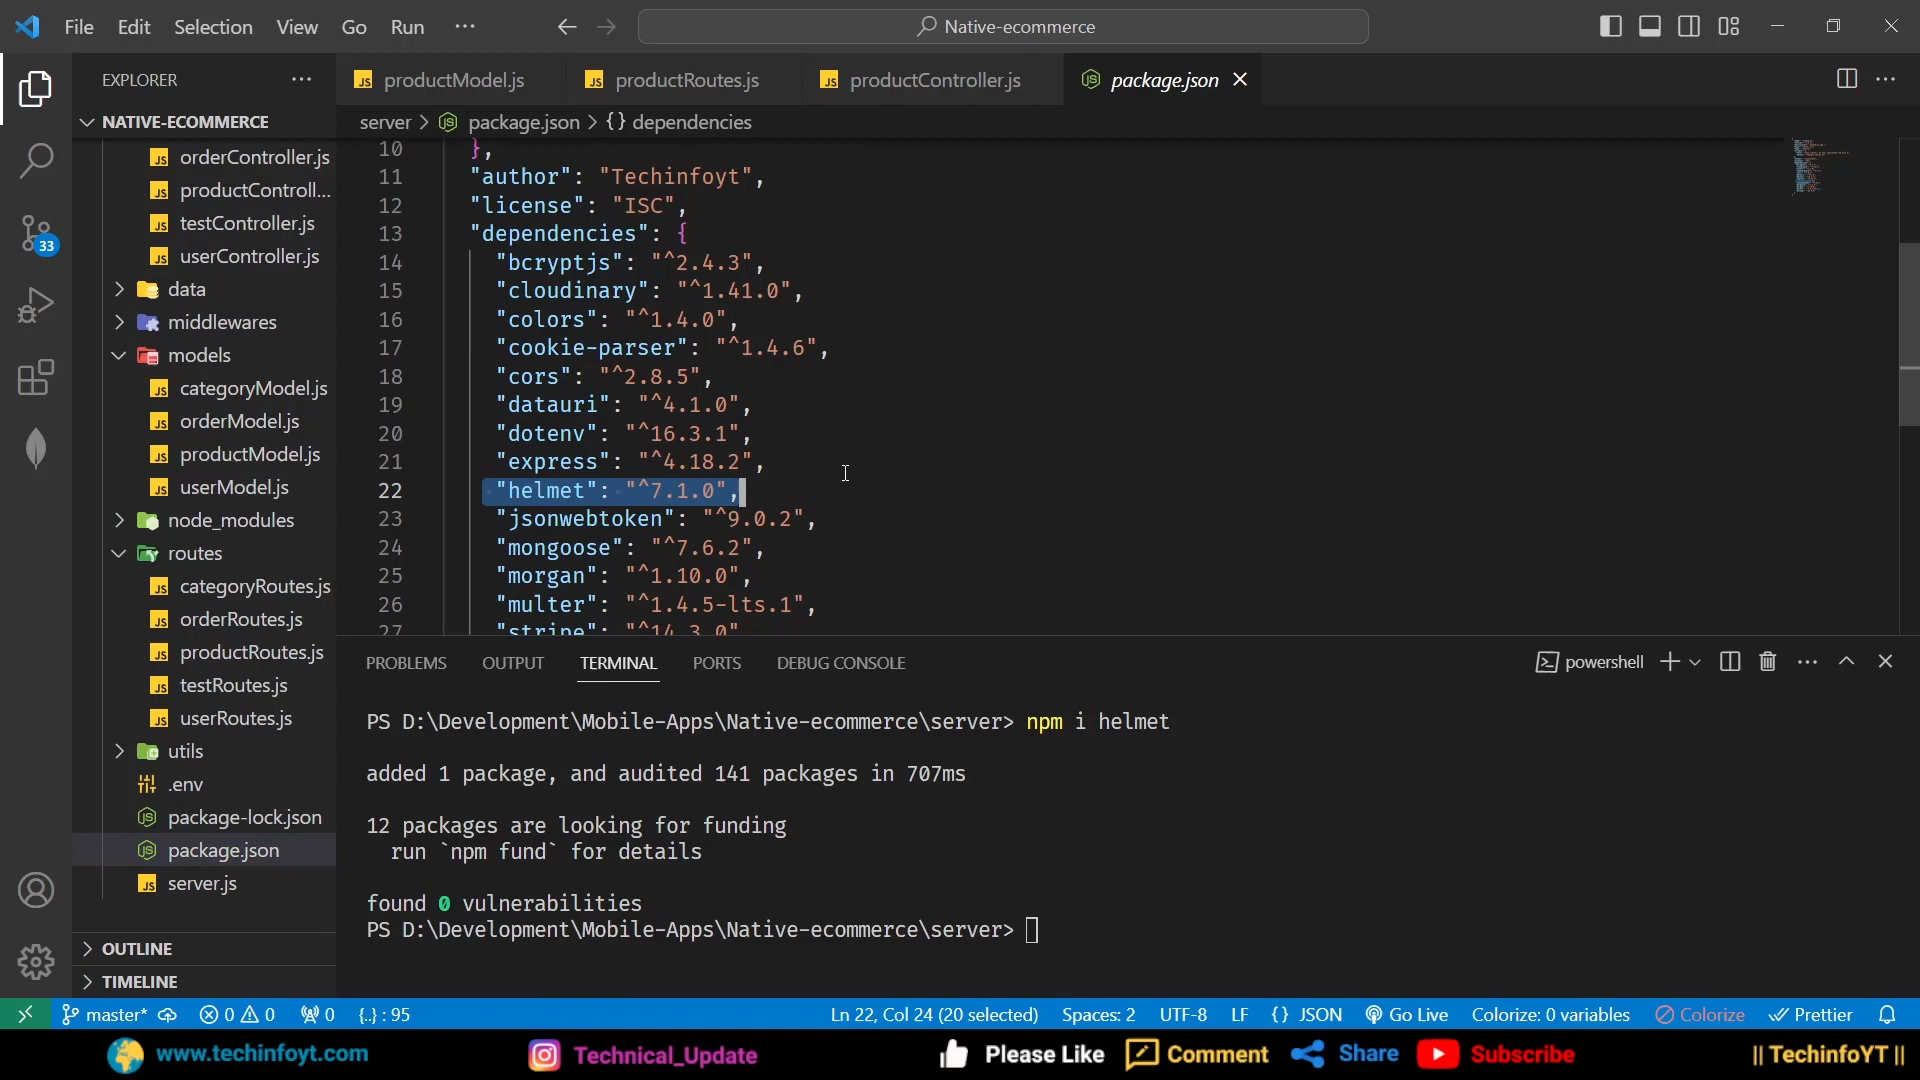 File Edit Selection View Go Run ···
Native-ecommerce
EXPLORER
productModel.js productRoutes.js productController.js package.json
NATIVE-ECOMMERCE
server > package.json > {} dependencies
orderController.js
productControll...
testController.js
userController.js
data
middlewares
models
categoryModel.js
orderModel.js
productModel.js
userModel.js
node_modules
routes
categoryRoutes.js
orderRoutes.js
productRoutes.js
testRoutes.js
userRoutes.js
utils
.env
package-lock.json
package.json
server.js
OUTLINE
TIMELINE
33
10 },
11 "author": "Techinfoyt",
12 "license": "ISC",
13 "dependencies": {
14 "bcryptjs": "^2.4.3",
15 "cloudinary": "^1.41.0",
16 "colors": "^1.4.0",
17 "cookie-parser": "^1.4.6",
18 "cors": "^2.8.5",
19 "datauri": "^4.1.0",
20 "dotenv": "^16.3.1",
21 "express": "^4.18.2",
22 "helmet": "^7.1.0",
23 "jsonwebtoken": "^9.0.2",
24 "mongoose": "^7.6.2",
25 "morgan": "^1.10.0",
26 "multer": "^1.4.5-lts.1",
27 "stripe": "^14.3.0"
PROBLEMS OUTPUT TERMINAL PORTS DEBUG CONSOLE
powershell
PS D:\Development\Mobile-Apps\Native-ecommerce\server> npm i helmet
added 1 package, and audited 141 packages in 707ms
12 packages are looking for funding
run `npm fund` for details
found 0 vulnerabilities
PS D:\Development\Mobile-Apps\Native-ecommerce\server>
master* 0 0 0 {..} : 95 Ln 22, Col 24 (20 selected) Spaces: 2 UTF-8 LF {} JSON Go Live Colorize: 0 variables Colorize Prettier
www.techinfoyt.com Technical_Update Please Like Comment Share Subscribe || TechinfoYT ||